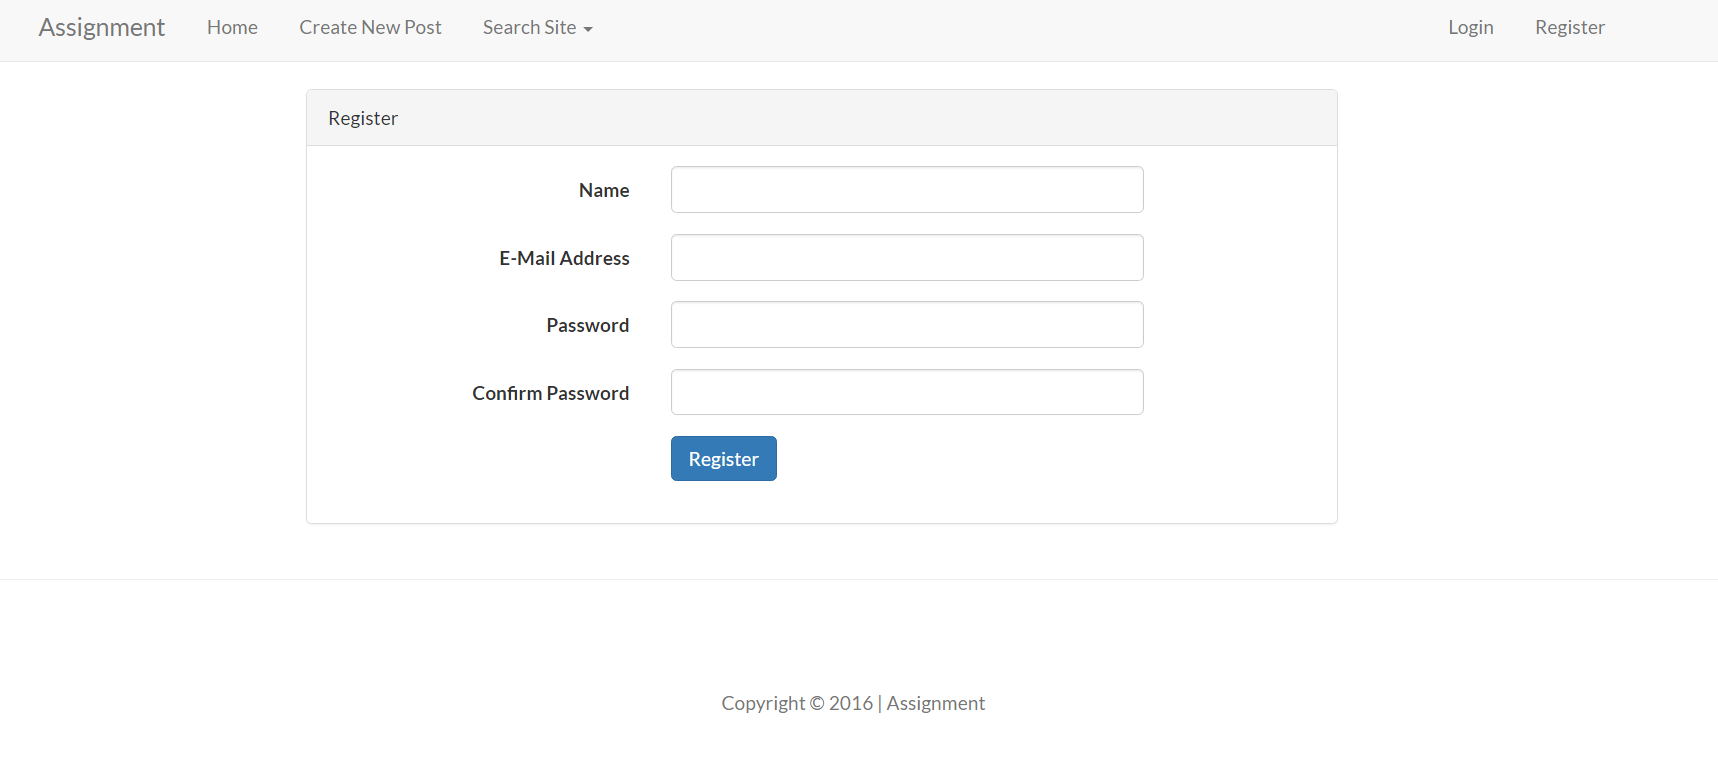 Assignment Home Create New Post Search Site Login Register
Register
Name
E-Mail Address
Password
Confirm Password
Register
Copyright © 2016 | Assignment